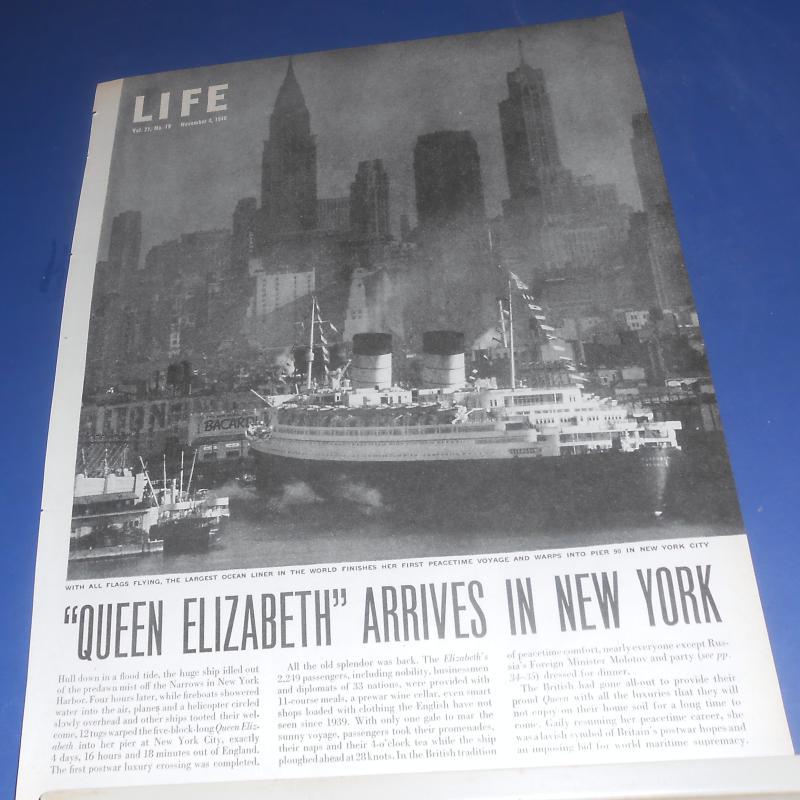 LIFE
Vol. 21, No. 19 November 4, 1946
BACARDI
WITH ALL FLAGS FLYING, THE LARGEST OCEAN LINER IN THE WORLD FINISHES HER FIRST PEACETIME VOYAGE AND WARPS INTO PIER 90 IN NEW YORK CITY
"QUEEN ELIZABETH" ARRIVES IN NEW YORK
Hull down in a flood tide, the huge ship idled out
of the predawn mist off the Narrows in New York
Harbor. Four hours later, while fireboats showered
water into the air, planes and a helicopter circled
slowly overhead and other ships tooted their wel-
come, 12 tugs warped the five-block-long Queen Eliz-
abeth into her pier at New York City, exactly
4 days, 16 hours and 18 minutes out of England.
The first postwar luxury crossing was completed.
All the old splendor was back. The Elizabeth's
2,249 passengers, including nobility, businessmen
and diplomats of 33 nations, were provided with
11-course meals, a prewar wine cellar, even smart
shops loaded with clothing the English have not
seen since 1939. With only one gale to mar the
sunny voyage, passengers took their promenades,
their naps and their 4-o'clock tea while the ship
ploughed ahead at 28 knots. In the British tradition
of peacetime comfort, nearly everyone except Rus-
sia's Foreign Minister Molotov and party (see pp.
34-35) dressed for dinner.
The British had gone all-out to provide their
proud Queen with all the luxuries that they will
not enjoy on their home soil for a long time to
come. Gaily resuming her peacetime career, she
was a lavish symbol of Britain's postwar hopes and
an imposing bid for world maritime supremacy.